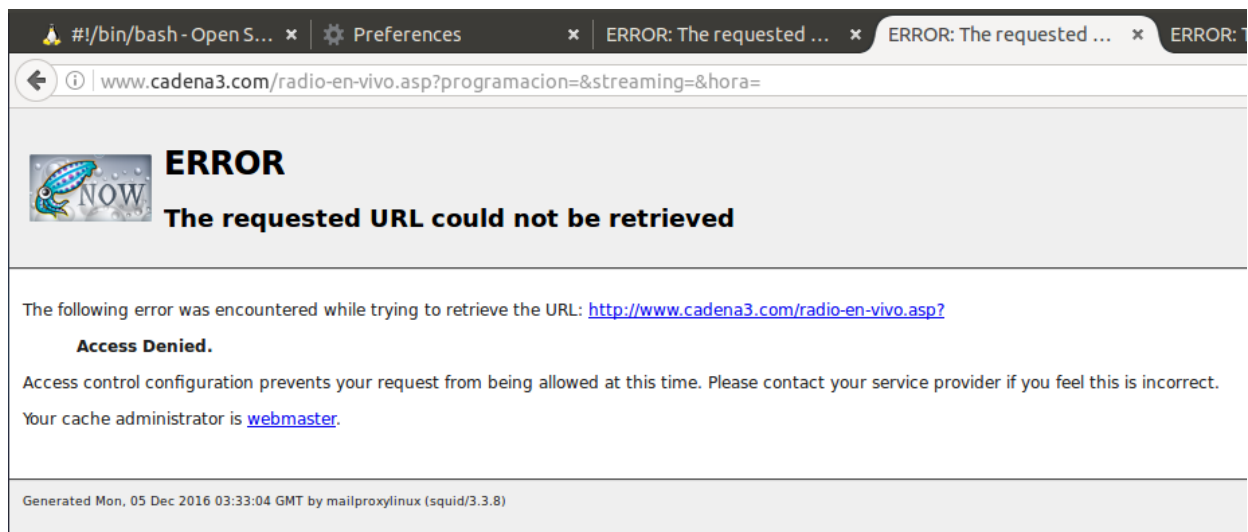 #!/bin/bash - Open S... × Preferences × ERROR: The requested ... × ERROR: The requested ... × ERROR: T
www.cadena3.com/radio-en-vivo.asp?programacion=&streaming=&hora=
ERROR
NOW
The requested URL could not be retrieved
The following error was encountered while trying to retrieve the URL: http://www.cadena3.com/radio-en-vivo.asp?
Access Denied.
Access control configuration prevents your request from being allowed at this time. Please contact your service provider if you feel this is incorrect.
Your cache administrator is webmaster.
Generated Mon, 05 Dec 2016 03:33:04 GMT by mailproxylinux (squid/3.3.8)